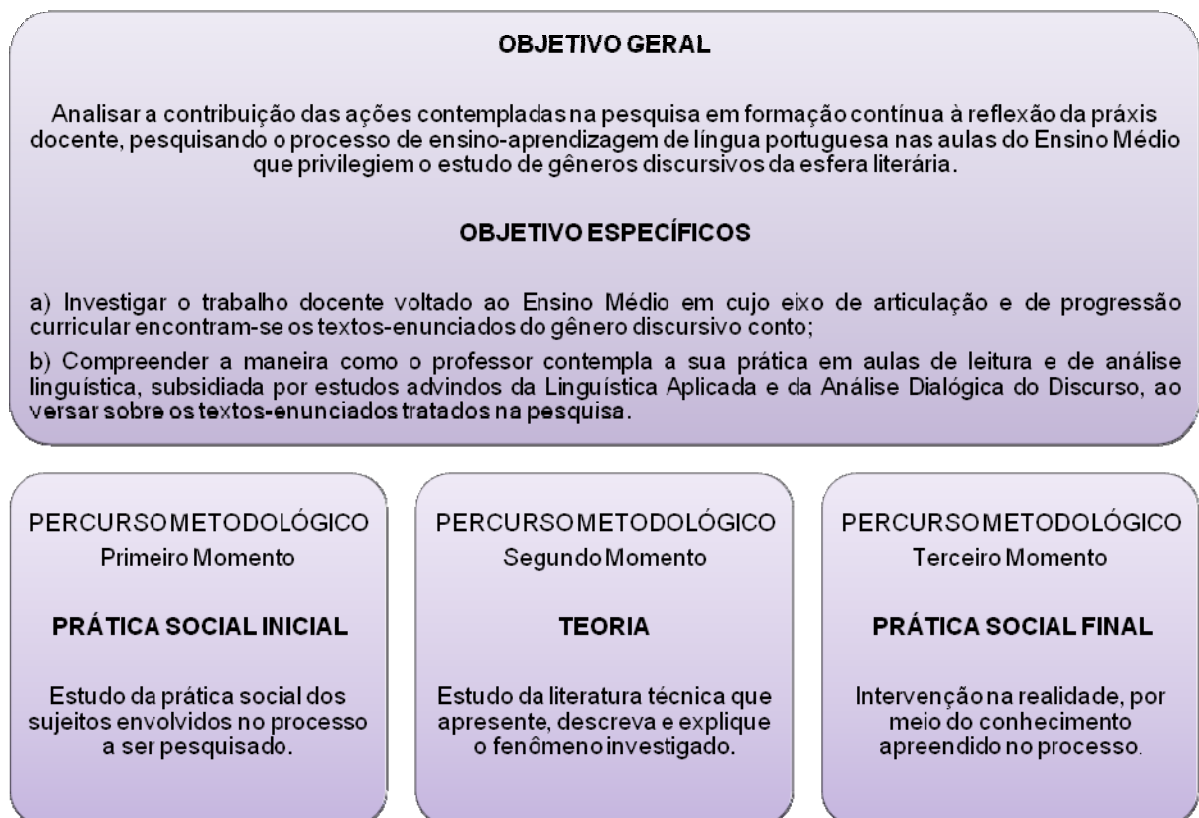 OBJETIVO GERAL
Analisar a contribuição das ações contempladas na pesquisa em formação contínua à reflexão da práxis
docente, pesquisando o processo de ensino-aprendizagem de língua portuguesa nas aulas do Ensino Médio
que privilegiem o estudo de gêneros discursivos da esfera literária.
OBJETIVO ESPECÍFICOS
a) Investigar o trabalho docente voltado ao Ensino Médio em cujo eixo de articulação e de progressão
curricular encontram-se os textos-enunciados do gênero discursivo conto;
b) Compreender a maneira como o professor contempla a sua prática em aulas de leitura e de análise
linguística, subsidiada por estudos advindos da Linguística Aplicada e da Análise Dialógica do Discurso, ao
versar sobre os textos-enunciados tratados na pesquisa.
PERCURSO METODOLÓGICO
Primeiro Momento
PRÁTICA SOCIAL INICIAL
Estudo da prática social dos
sujeitos envolvidos no processo
a ser pesquisado.
PERCURSO METODOLÓGICO
Segundo Momento
TEORIA
Estudo da literatura técnica que
apresente, descreva e explique
o fenômeno investigado.
PERCURSO METODOLÓGICO
Terceiro Momento
PRÁTICA SOCIAL FINAL
Intervenção na realidade, por
meio do conhecimento
apreendido no processo.